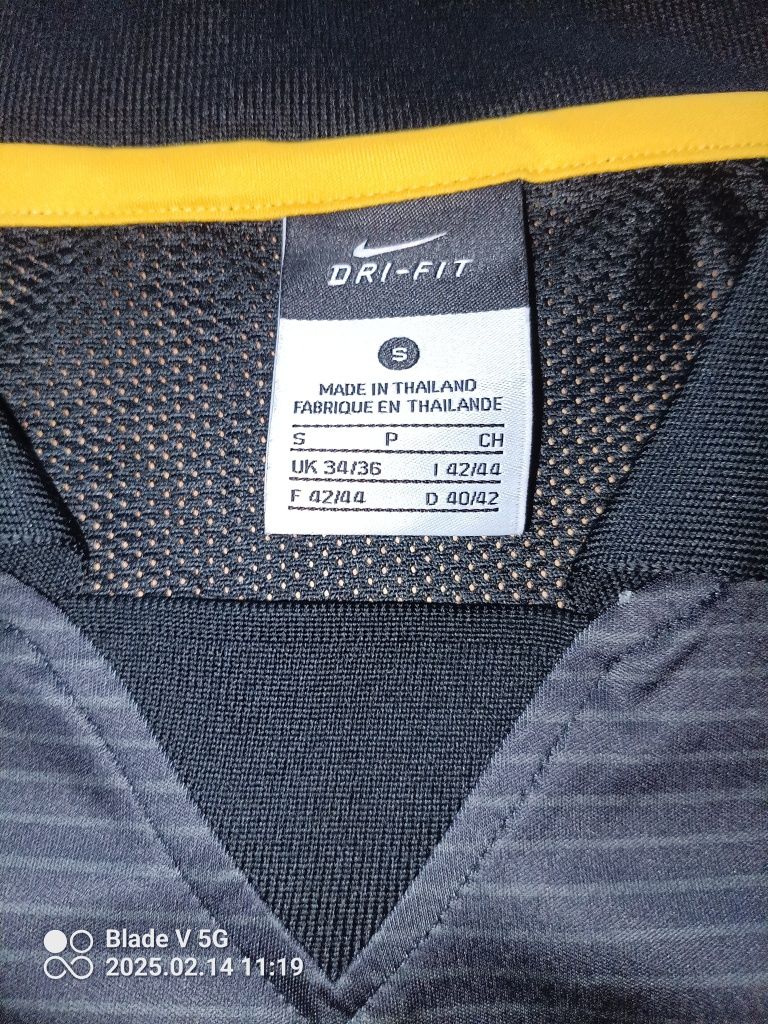 DRI-FIT
S
MADE IN THAILAND
FABRIQUE EN THAILANDE
S P CH
UK 34/36 I 42/44
F 42/44 D 40/42
Blade V 5G
2025.02.14 11:19